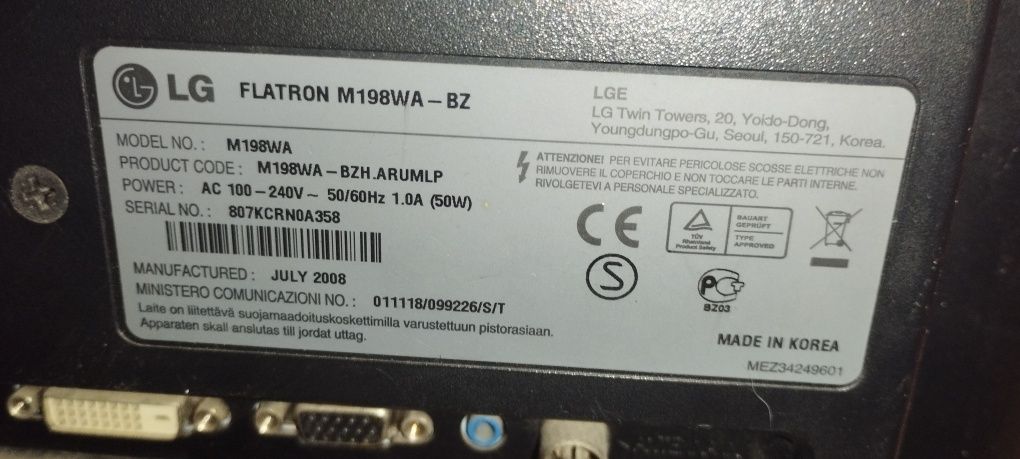 LG FLATRON M198WA-BZ
LGE
LG Twin Towers, 20, Yoido-Dong,
Youngdungpo-Gu, Seoul, 150-721, Korea.
MODEL NO.: M198WA
PRODUCT CODE: M198WA-BZH.ARUMLP
POWER: AC 100-240V~ 50/60Hz 1.0A (50W)
SERIAL NO.: 807KCRN0A358
ATTENZIONE! PER EVITARE PERICOLOSE SCOSSE ELETTRICHE NON
RIMUOVERE IL COPERCHIO E NON TOCCARE LE PARTI INTERNE.
RIVOLGETEVI A PERSONALE SPECIALIZZATO.
CE
TÜV
Rheinland
Product Safety
BAUART
GEPRÜFT
TYPE
APPROVED
S
PC
BZ03
MANUFACTURED: JULY 2008
MINISTERO COMUNICAZIONI NO.: 011118/099226/S/T
Laite on liitettävä suojamaadoituskoskettimilla varustettuun pistorasiaan.
Apparaten skall anslutas till jordat uttag.
MADE IN KOREA
MEZ34249601